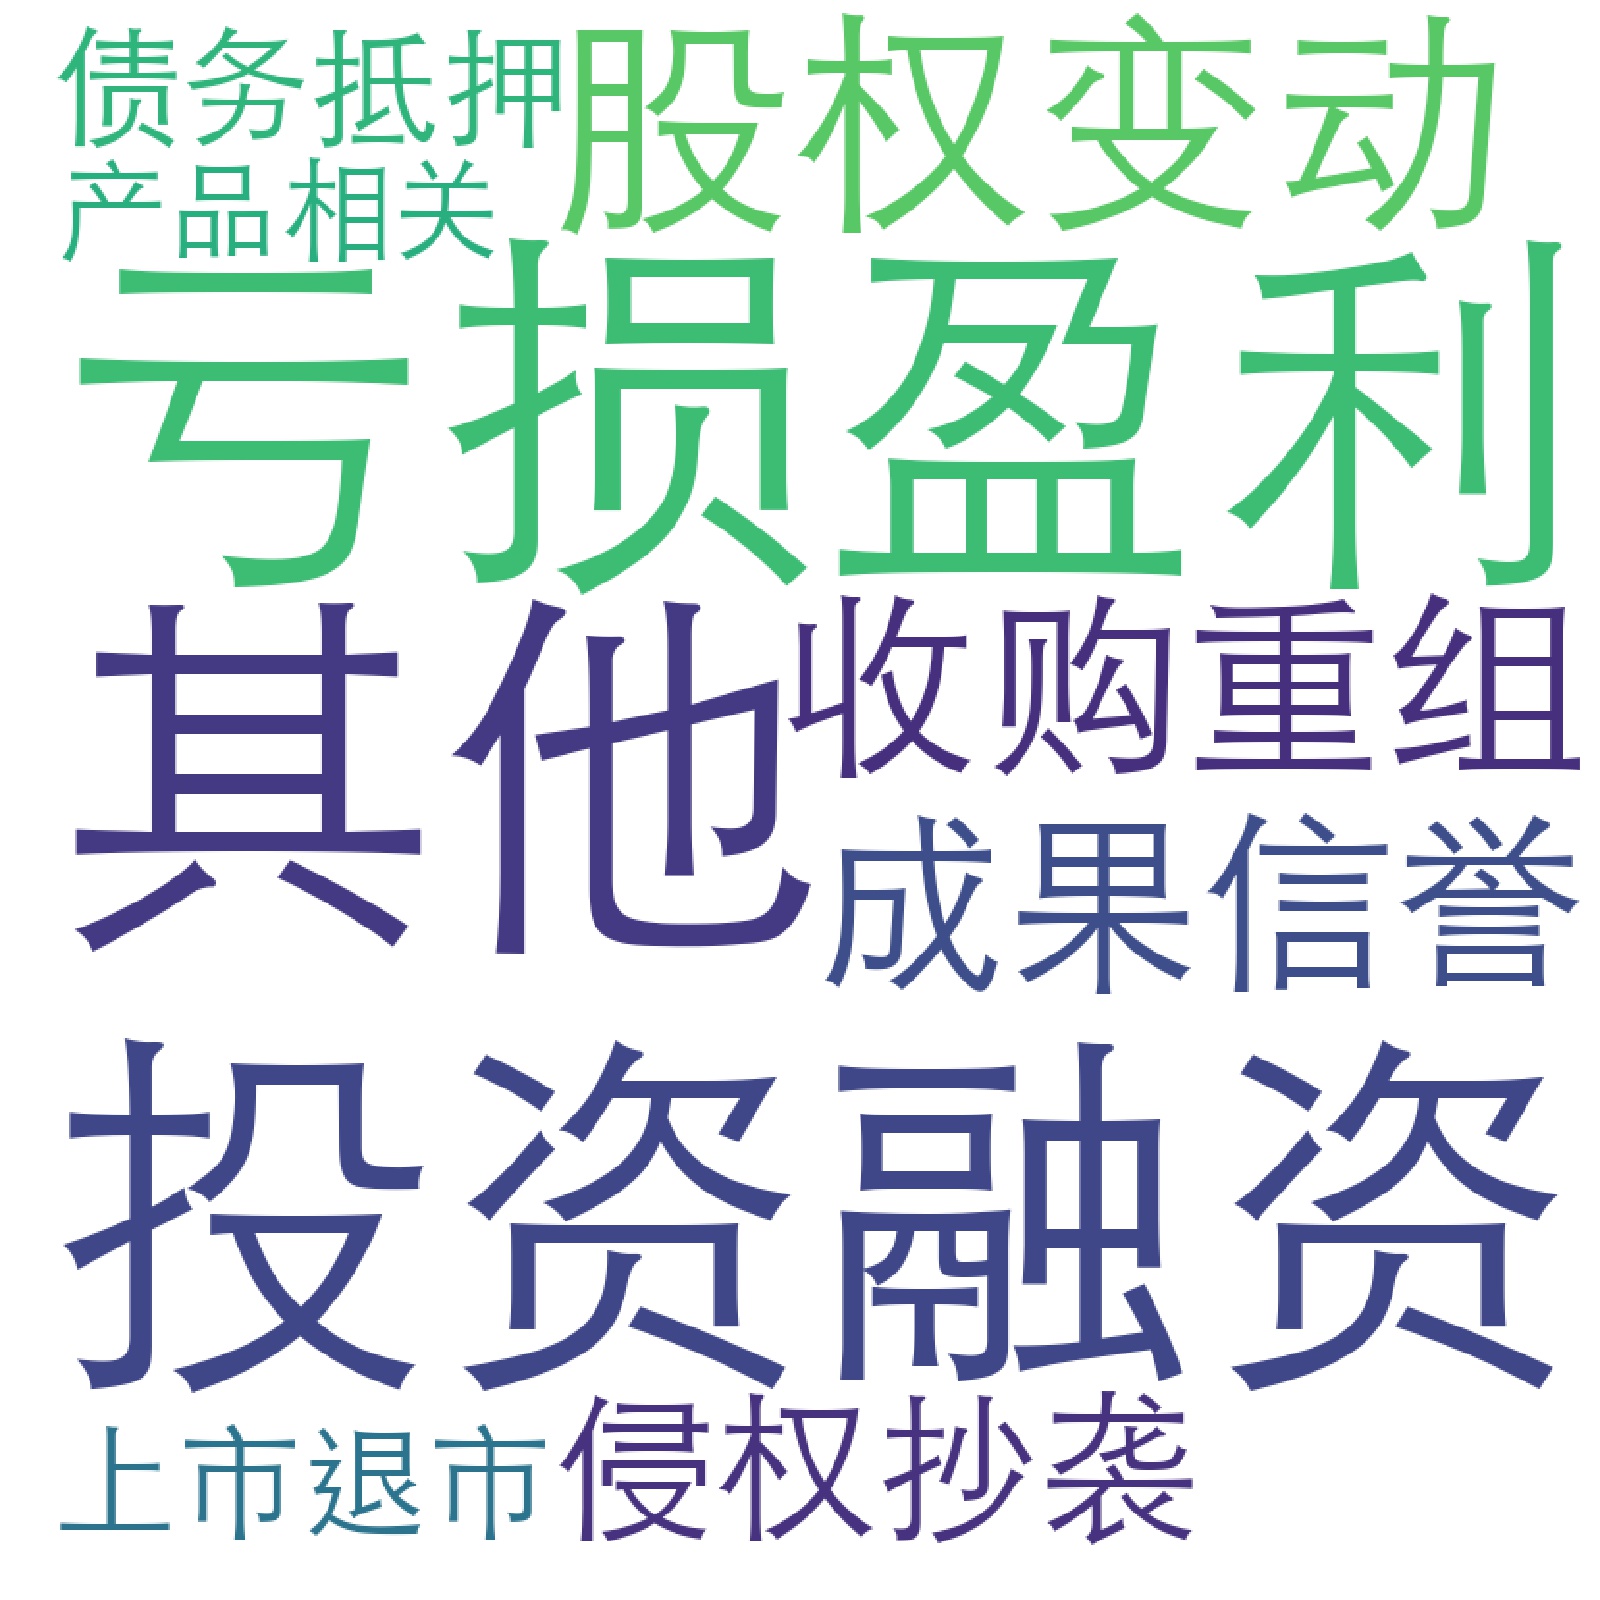 债务抵押
股权变动
产品相关
亏损盈利
其他
收购重组
成果信誉
投资融资
上市退市
侵权抄袭